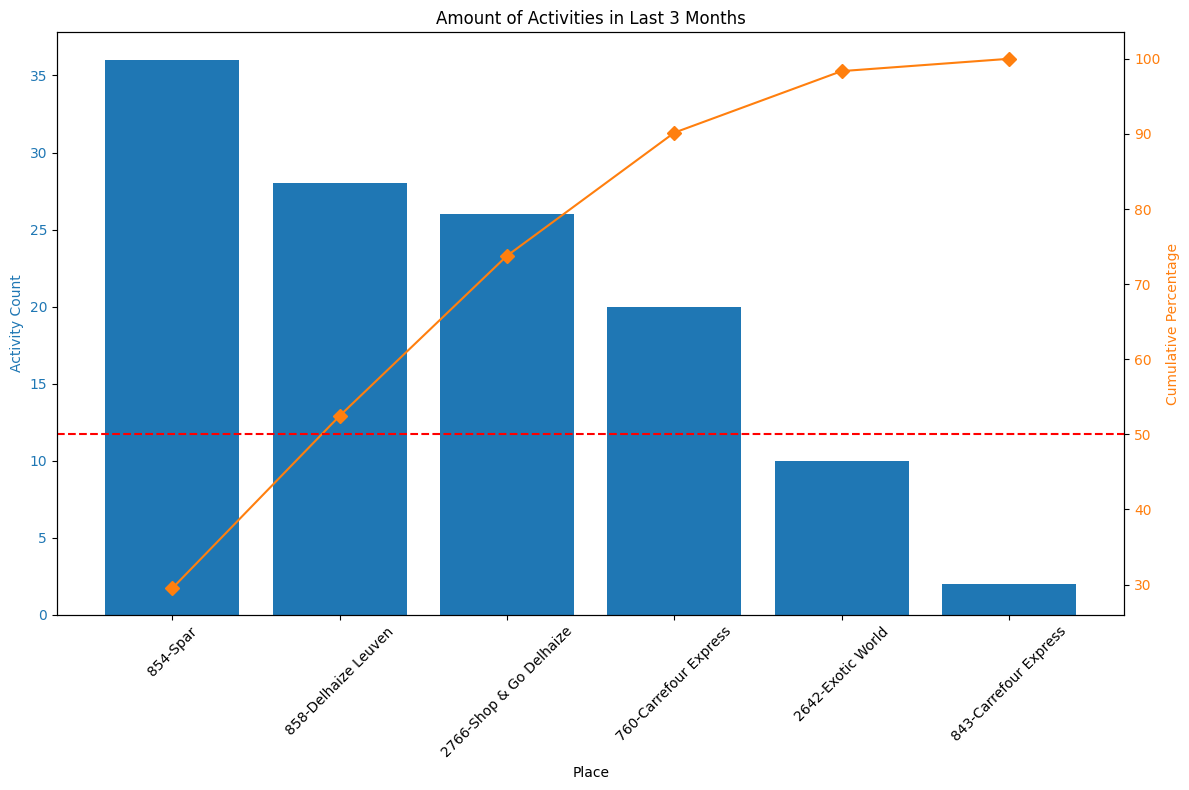 Amount of Activities in Last 3 Months
Activity Count
35
30
25
20
15
10
5
0
100
90
80
70
60
50
40
30
Cumulative Percentage
854-Spar
858-Delhaize Leuven
2766-Shop & Go Delhaize
760-Carrefour Express
2642-Exotic World
843-Carrefour Express
Place